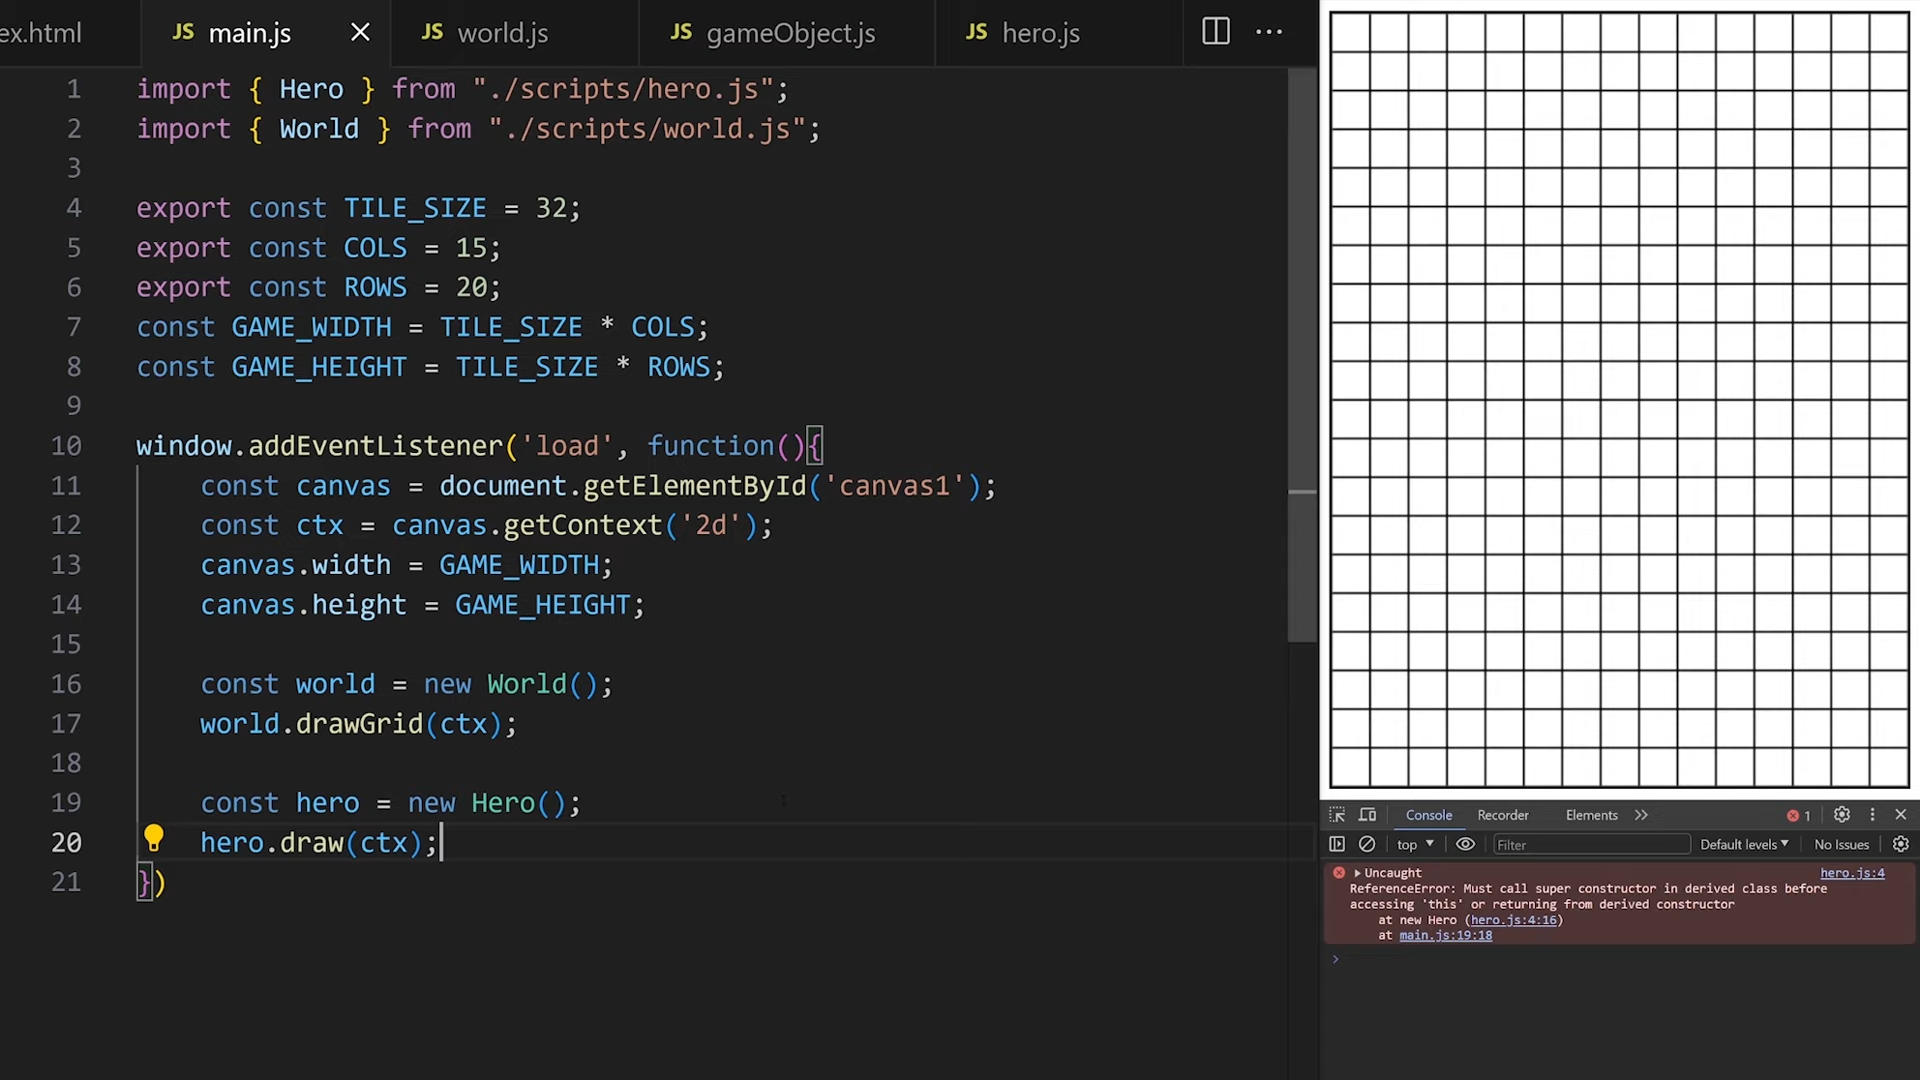 ex.html
JS main.js
JS world.js
JS gameObject.js
JS hero.js
1 import { Hero } from "./scripts/hero.js";
2 import { World } from "./scripts/world.js";
3
4 export const TILE_SIZE = 32;
5 export const COLS = 15;
6 export const ROWS = 20;
7 const GAME_WIDTH = TILE_SIZE * COLS;
8 const GAME_HEIGHT = TILE_SIZE * ROWS;
9
10 window.addEventListener('load', function(){
11 const canvas = document.getElementById('canvas1');
12 const ctx = canvas.getContext('2d');
13 canvas.width = GAME_WIDTH;
14 canvas.height = GAME_HEIGHT;
15
16 const world = new World();
17 world.drawGrid(ctx);
18
19 const hero = new Hero();
20 hero.draw(ctx);
21 })
Console Recorder Elements 1
top Filter Default levels No Issues
Uncaught hero.js:4
ReferenceError: Must call super constructor in derived class before
accessing 'this' or returning from derived constructor
at new Hero (hero.js:4:16)
at main.js:19:18